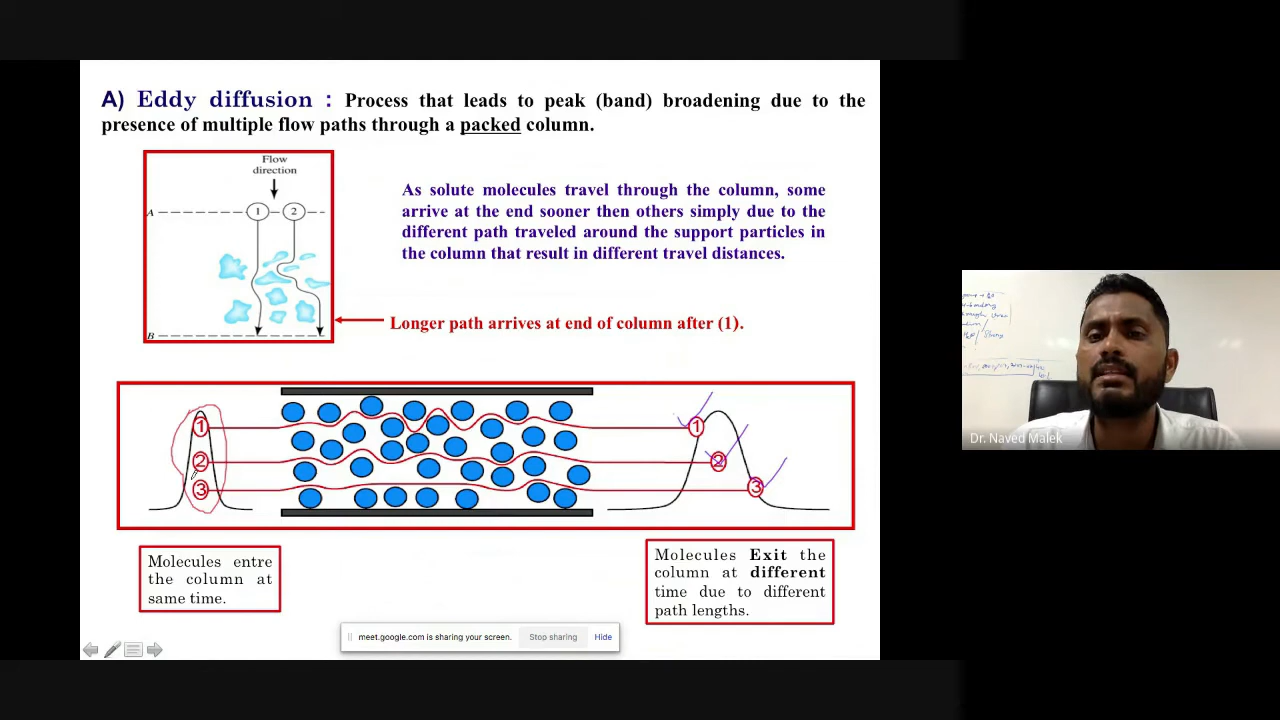 A) Eddy diffusion : Process that leads to peak (band) broadening due to the
presence of multiple flow paths through a packed column.
Flow
direction
A
1
2
B
As solute molecules travel through the column, some
arrive at the end sooner then others simply due to the
different path traveled around the support particles in
the column that result in different travel distances.
Longer path arrives at end of column after (1).
1
2
3
1
2
3
Molecules entre
the column at
same time.
Molecules Exit the
column at different
time due to different
path lengths.
meet.google.com is sharing your screen.
Stop sharing
Hide
Dr. Naved Malek